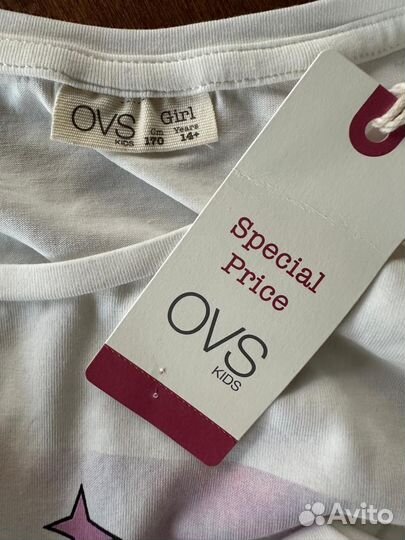 OVS
KIDS
Girl
cm Years
170 14+
Special
Price
OVS
KIDS
Avito